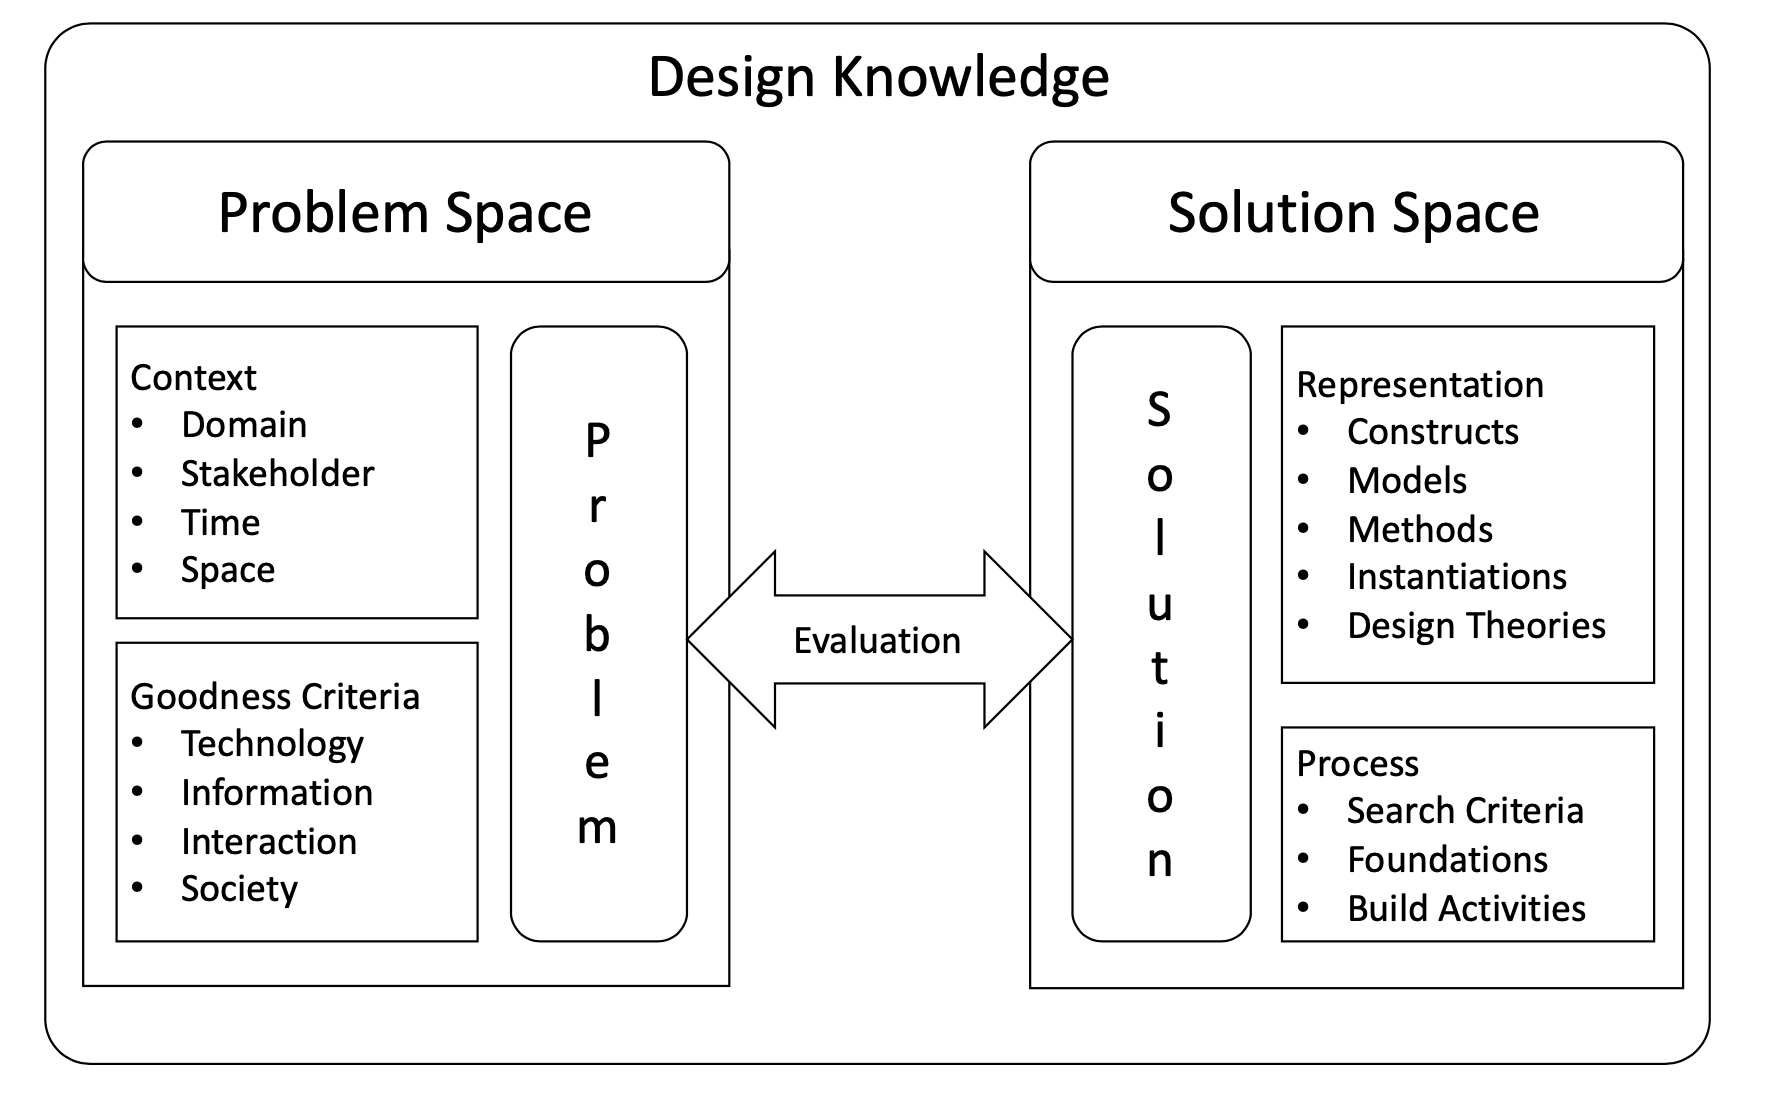 Design Knowledge
Problem Space
Context
• Domain
• Stakeholder
• Time
• Space
Goodness Criteria
• Technology
• Information
• Interaction
• Society
Problem
Evaluation
Solution Space
Solution
Representation
• Constructs
• Models
• Methods
• Instantiations
• Design Theories
Process
• Search Criteria
• Foundations
• Build Activities